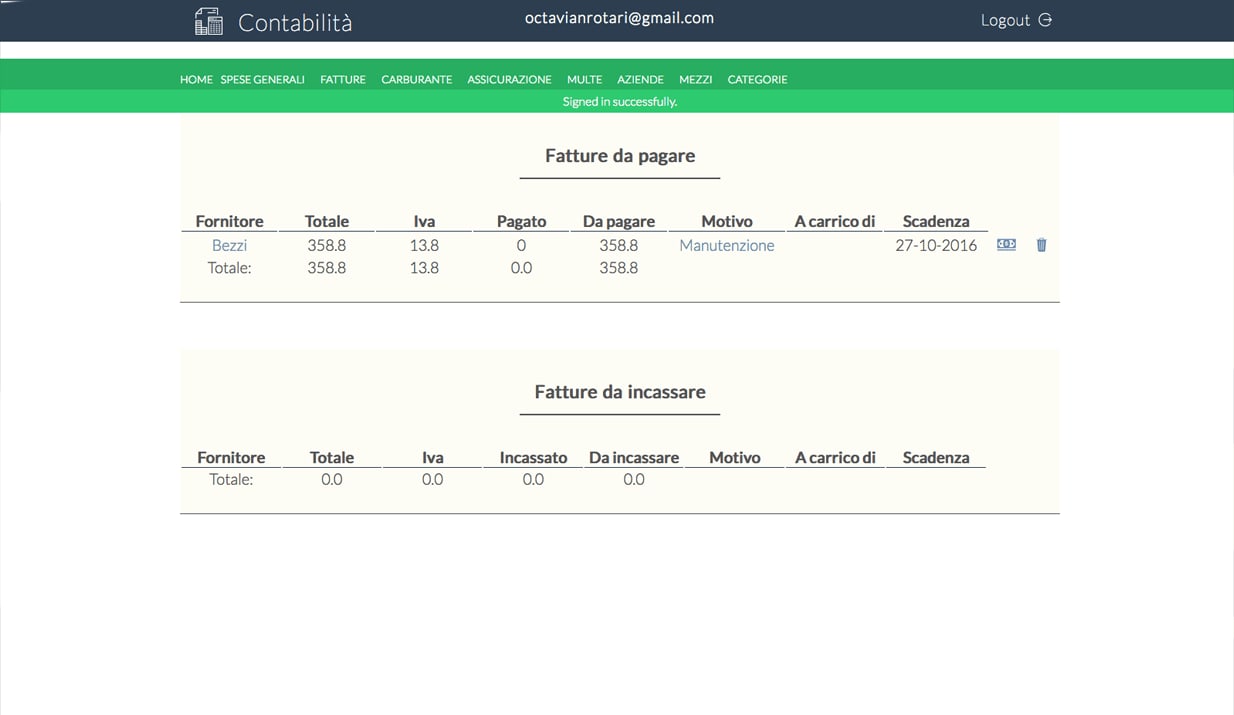 Contabilità octavianrotari@gmail.com Logout
HOME SPESE GENERALI FATTURE CARBURANTE ASSICURAZIONE MULTE AZIENDE MEZZI CATEGORIE
Signed in successfully.
Fatture da pagare
Fornitore Totale Iva Pagato Da pagare Motivo A carico di Scadenza
Bezzi 358.8 13.8 0 358.8 Manutenzione 27-10-2016
Totale: 358.8 13.8 0.0 358.8
Fatture da incassare
Fornitore Totale Iva Incassato Da incassare Motivo A carico di Scadenza
Totale: 0.0 0.0 0.0 0.0